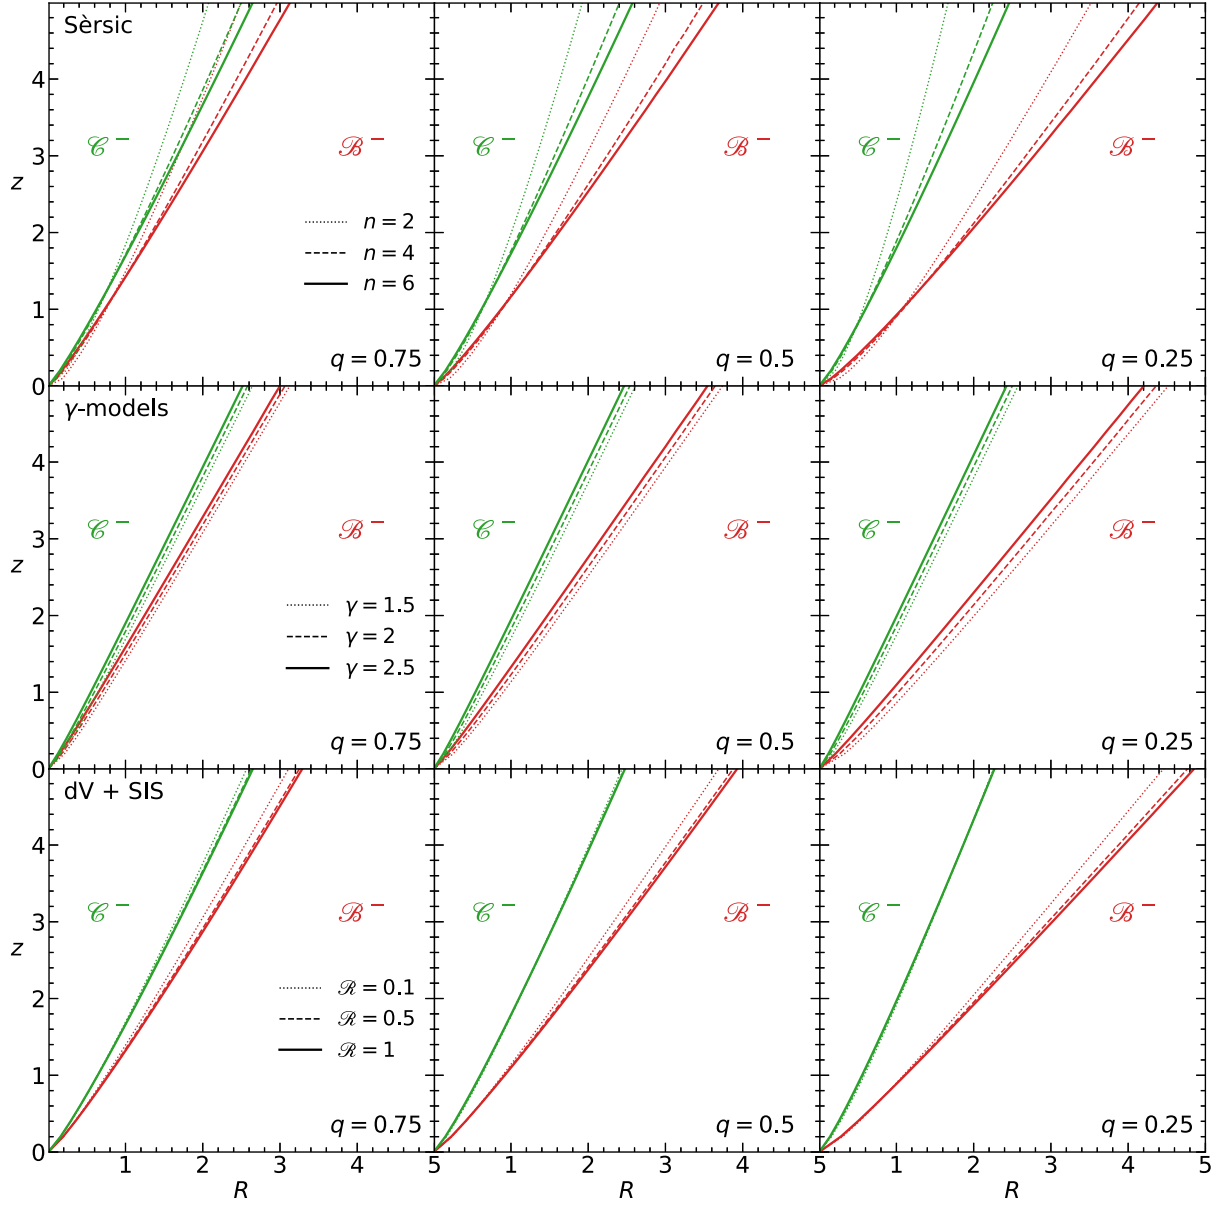 Sèrsic
z
4
3
2
1
0
𝒞⁻
ℬ⁻
n = 2
n = 4
n = 6
q = 0.75
𝒞⁻
ℬ⁻
q = 0.5
𝒞⁻
ℬ⁻
q = 0.25
γ-models
z
4
3
2
1
0
𝒞⁻
ℬ⁻
γ = 1.5
γ = 2
γ = 2.5
q = 0.75
𝒞⁻
ℬ⁻
q = 0.5
𝒞⁻
ℬ⁻
q = 0.25
dV + SIS
z
4
3
2
1
0
𝒞⁻
ℬ⁻
ℛ = 0.1
ℛ = 0.5
ℛ = 1
q = 0.75
𝒞⁻
ℬ⁻
q = 0.5
𝒞⁻
ℬ⁻
q = 0.25
1 2 3 4 5 1 2 3 4 5 1 2 3 4 5
R R R